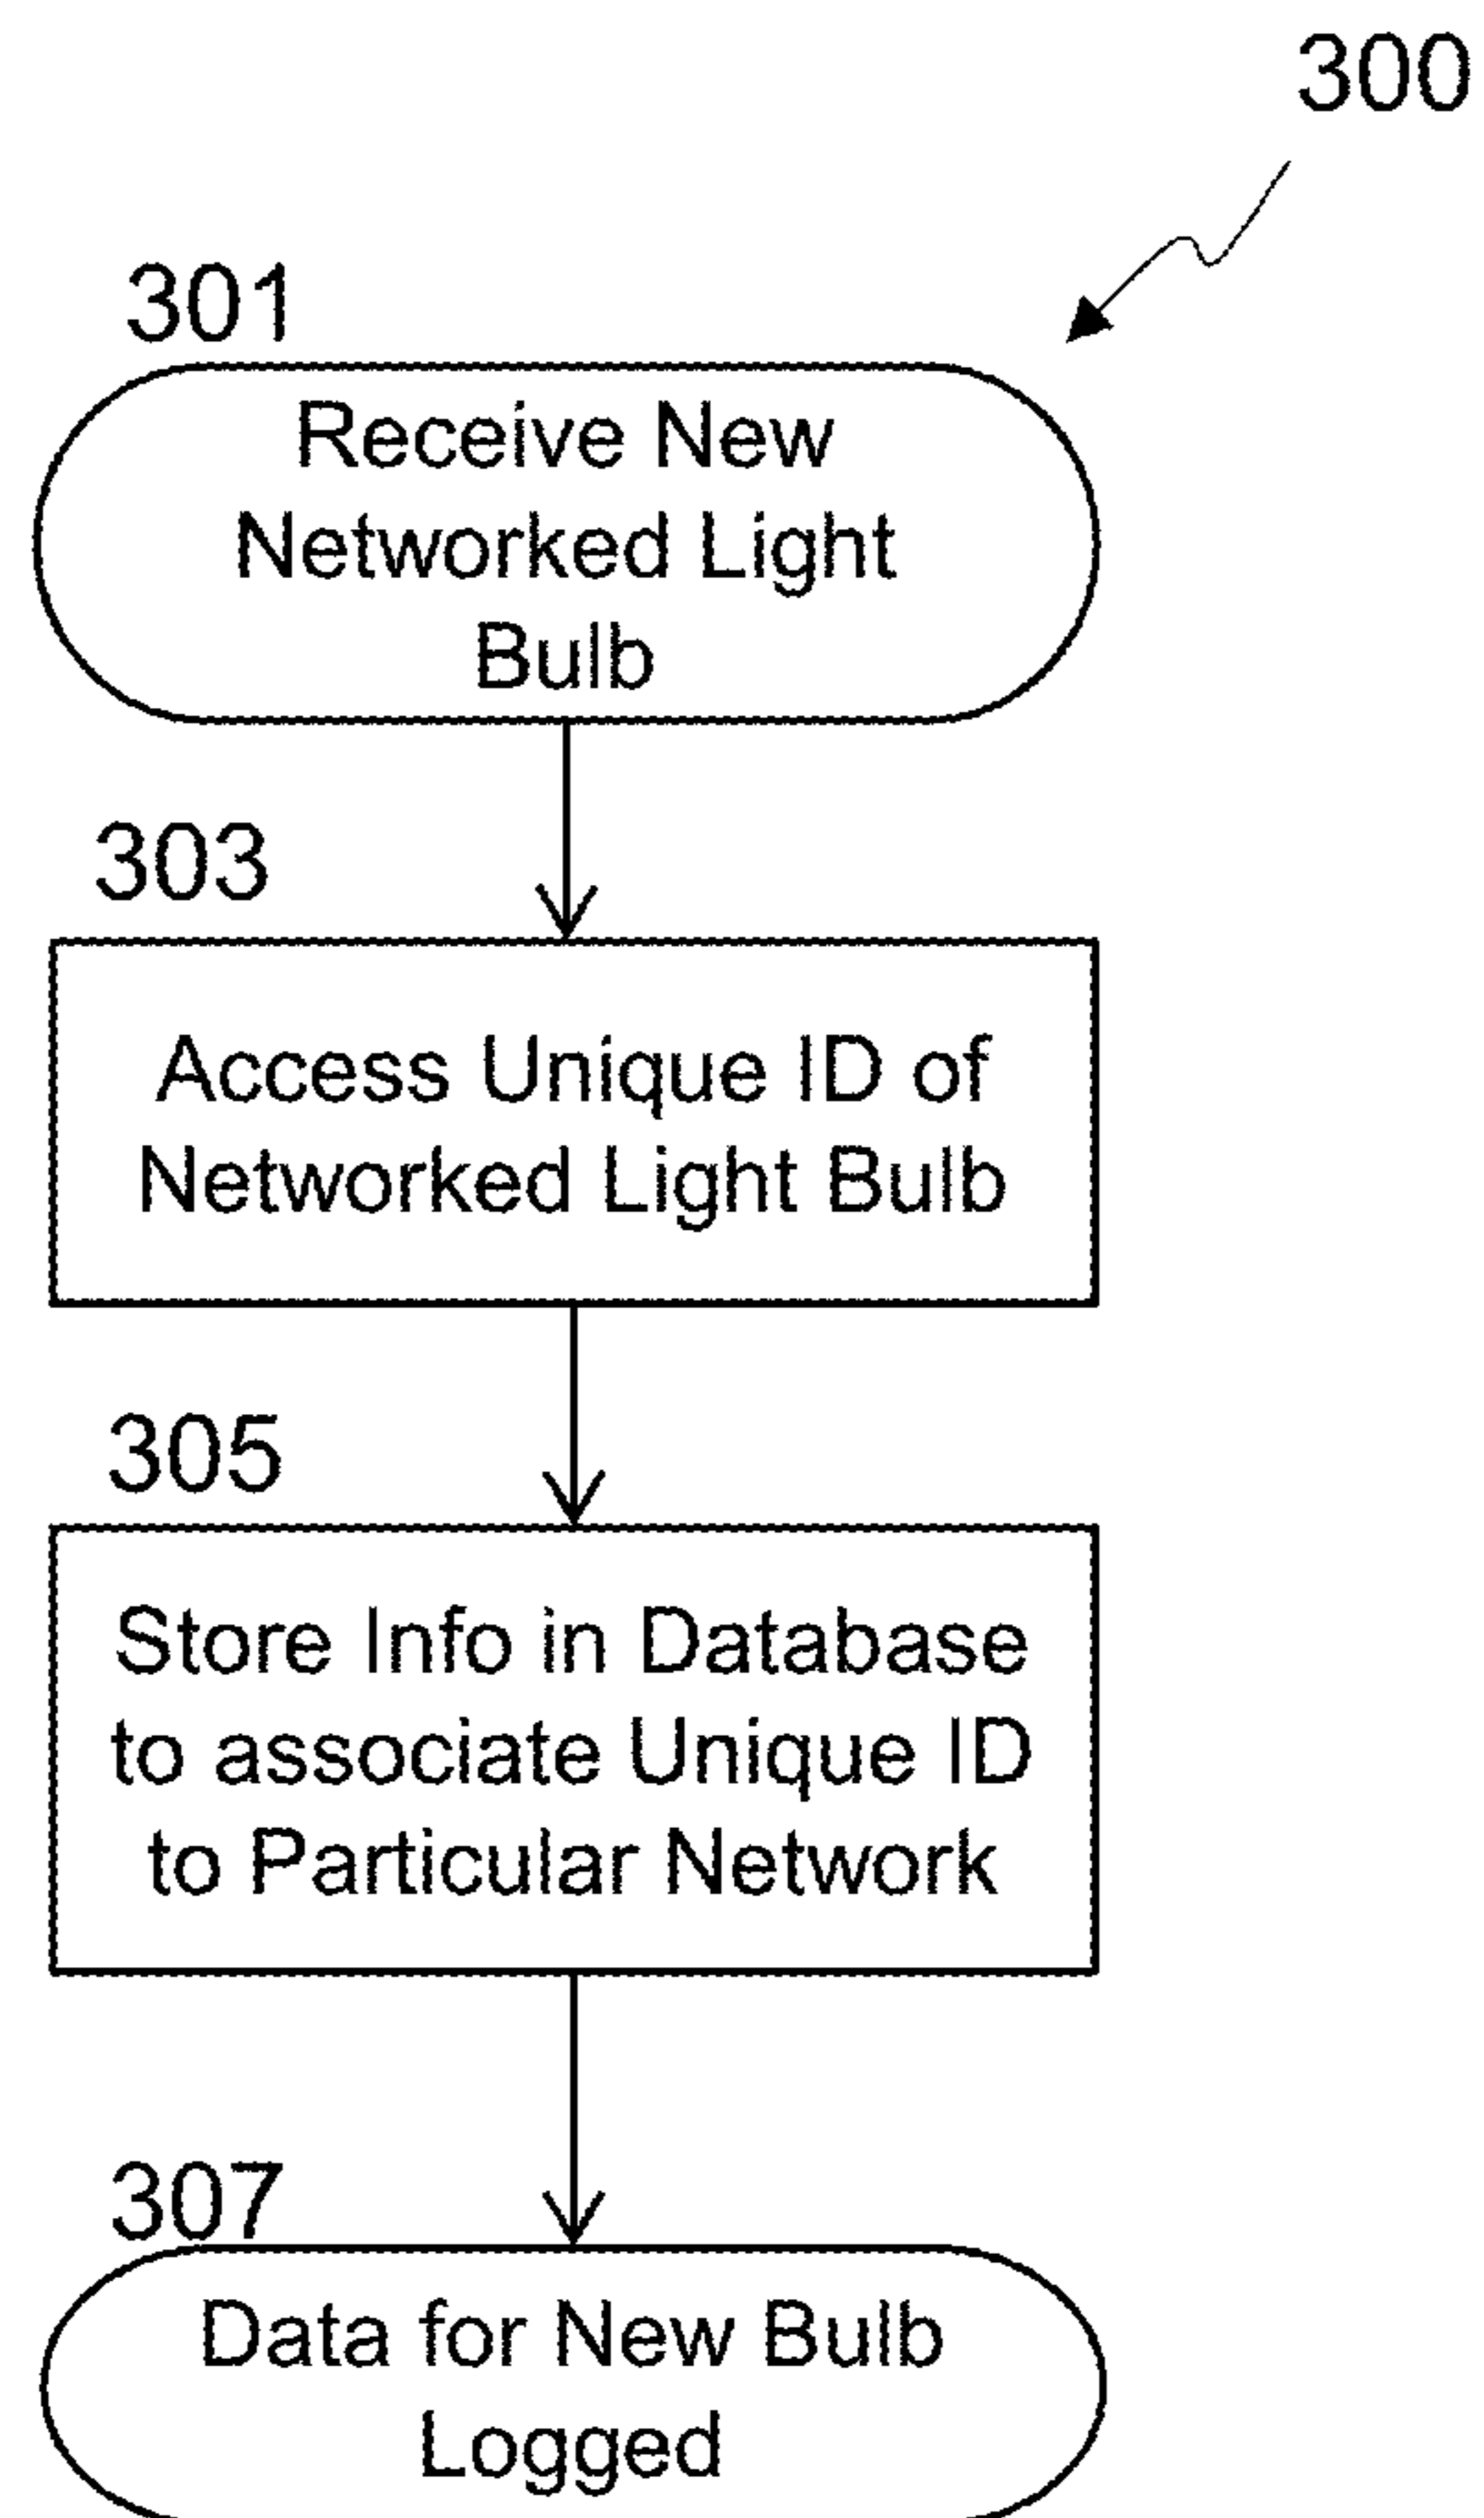 300
301
Receive New
Networked Light
Bulb
303
Access Unique ID of
Networked Light Bulb
305
Store Info in Database
to associate Unique ID
to Particular Network
307
Data for New Bulb
Logged